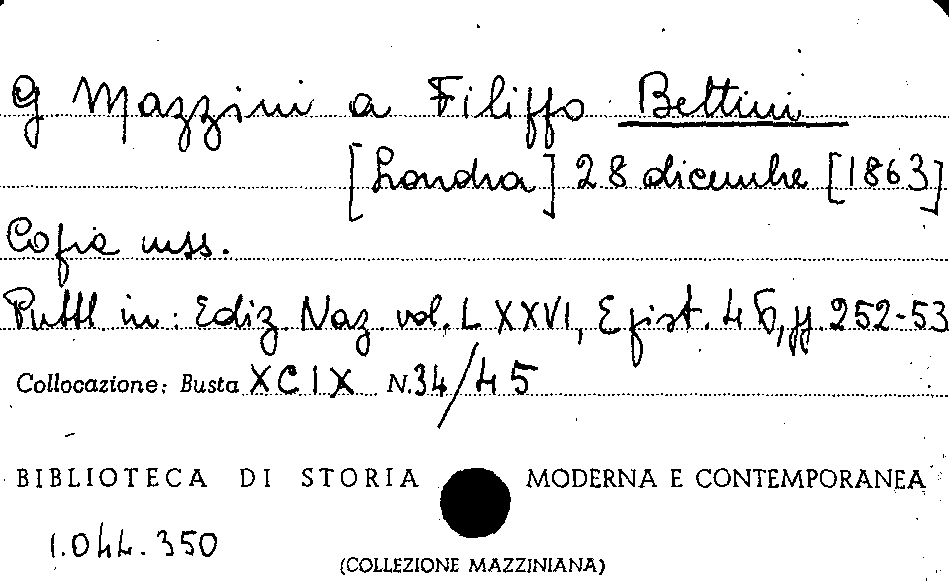 G Mazzini a Filippo Bettini
[Londra] 28 dicembre [1863]
Copia mss.
Pubbl. in: Ediz. Naz. vol. LXXVI, Epist. 45, pp. 252-53
Collocazione: Busta XCIX N. 34/45
BIBLIOTECA DI STORIA MODERNA E CONTEMPORANEA
1.044.350
(COLLEZIONE MAZZINIANA)